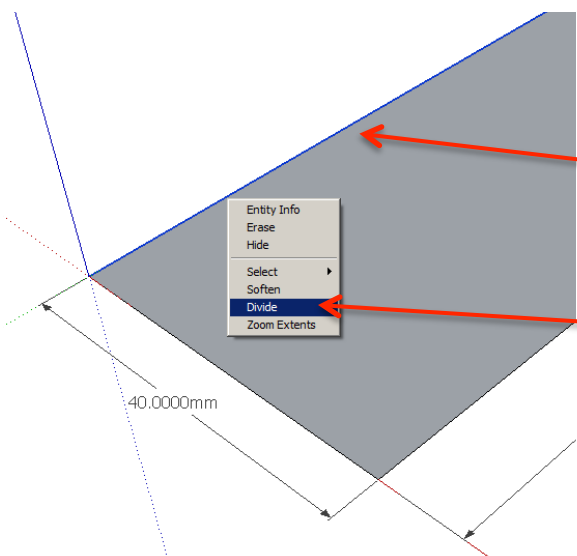 Entity Info
Erase
Hide
Select
Soften
Divide
Zoom Extents
40.0000mm